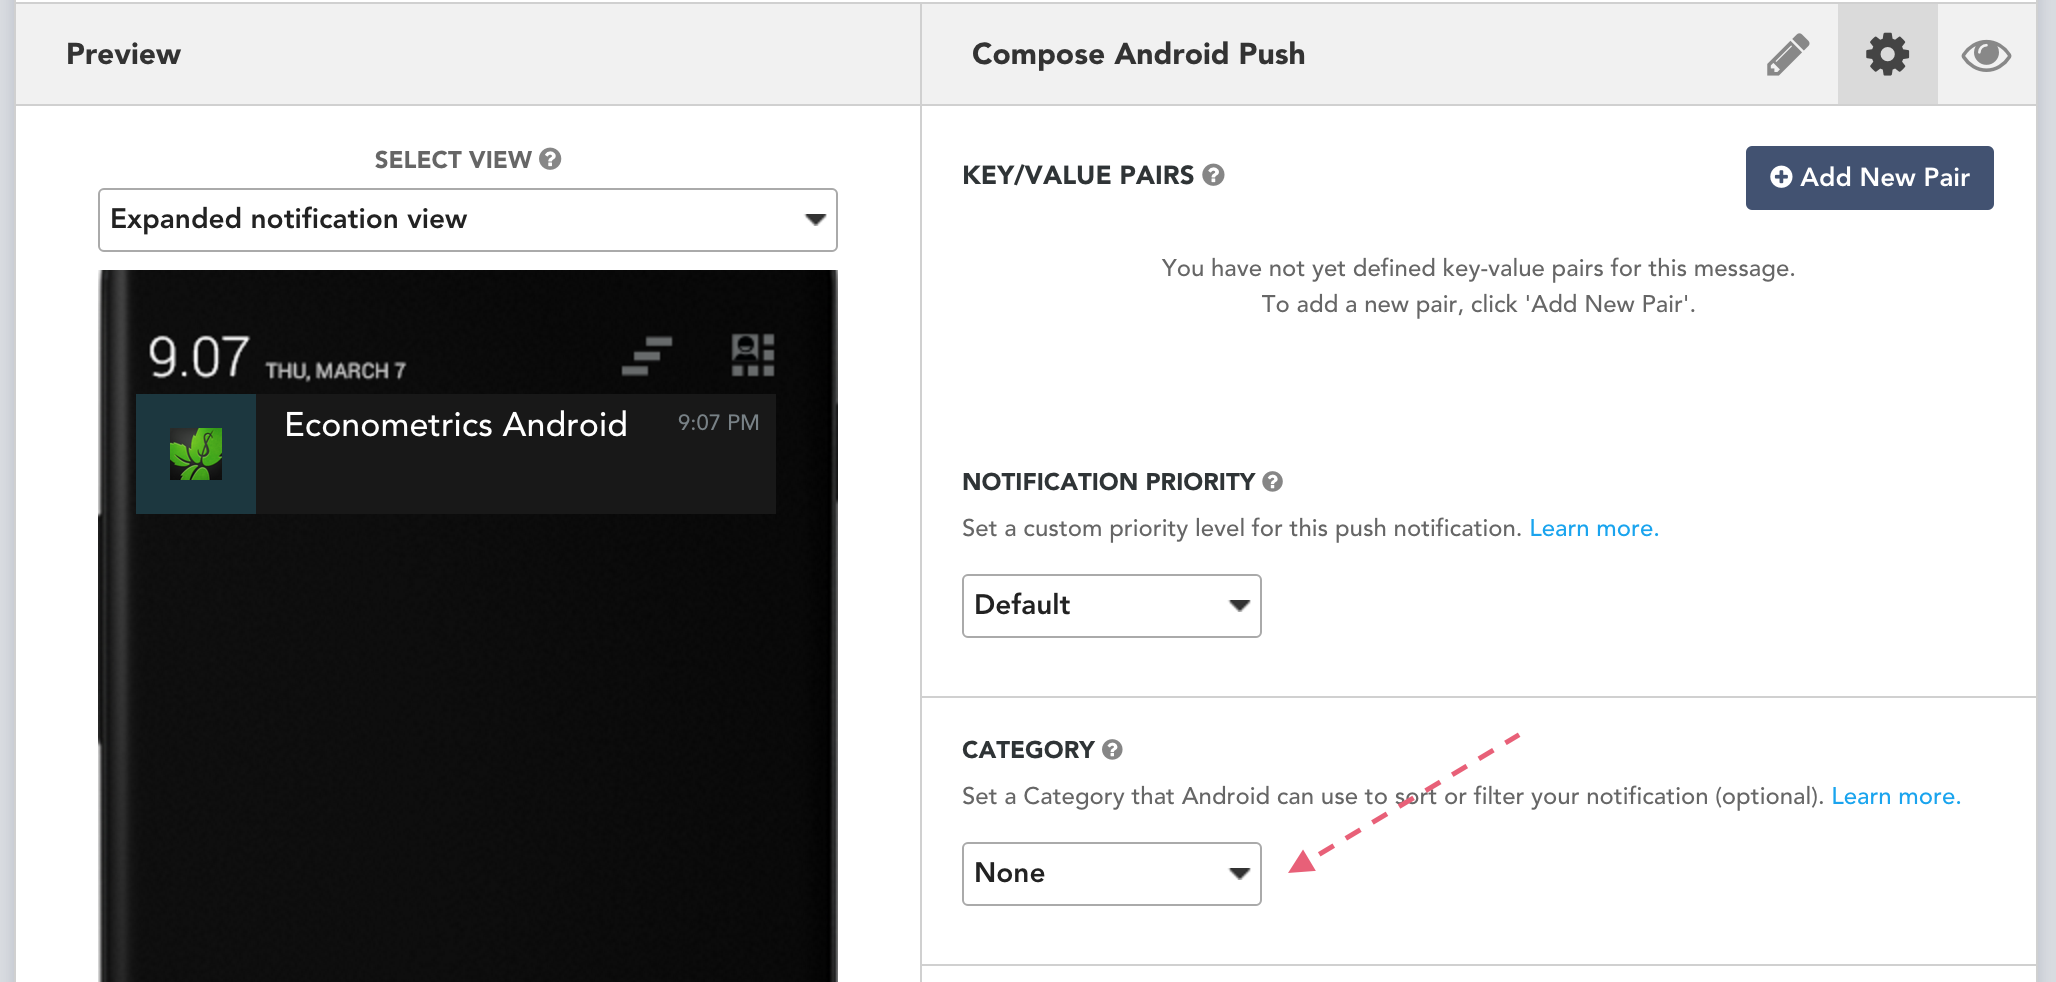 Preview
Compose Android Push
SELECT VIEW ?
Expanded notification view
9.07 THU, MARCH 7
Econometrics Android 9:07 PM
KEY/VALUE PAIRS ?
Add New Pair
You have not yet defined key-value pairs for this message.
To add a new pair, click 'Add New Pair'.
NOTIFICATION PRIORITY ?
Set a custom priority level for this push notification. Learn more.
Default
CATEGORY ?
Set a Category that Android can use to sort or filter your notification (optional). Learn more.
None